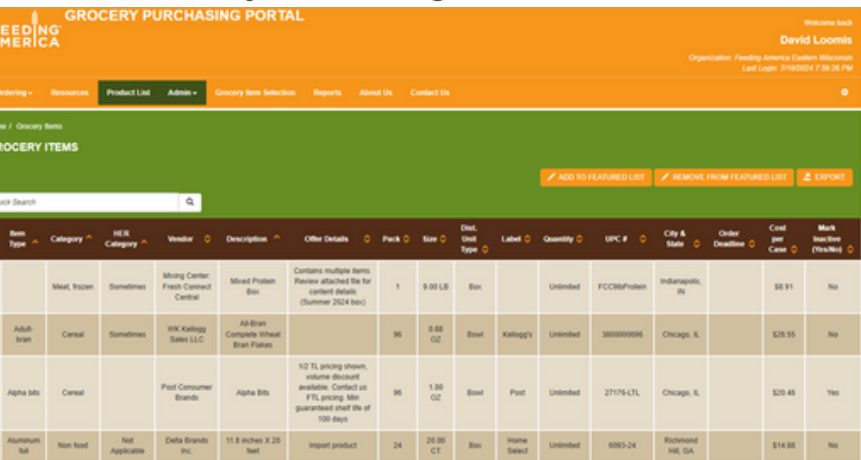 GROCERY PURCHASING PORTAL
EEDING
MERICA
Welcome back
David Loomis
Organization: Feeding America Eastern Wisconsin
Last Login: 7/19/2024 7:58:26 PM
rdering Resources Product List Admin Grocery Item Selection Reports About Us Contact Us
me / Grocery Items
ROCERY ITEMS
ADD TO FEATURED LIST REMOVE FROM FEATURED LIST EXPORT
uick Search
Item Type Category HER Category Vendor Description Offer Details Pack Size Dist. Unit Type Label Quantity UPC # City & State Order Deadline Cost per Case Mark Inactive (Yes/No)
Meat, frozen Sometimes Mixing Center: Fresh Connect Central Mixed Protein Box Contains multiple items. Review attached file for content details (Summer 2024 box) 1 9.00 LB Box Unlimited FCC9lbProtein Indianapolis, IN $8.91 No
Adult-bran Cereal Sometimes WK Kellogg Sales LLC All-Bran Complete Wheat Bran Flakes 96 0.88 OZ Bowl Kellogg's Unlimited 3800000696 Chicago, IL $28.55 No
Alpha bits Cereal Post Consumer Brands Alpha Bits 1/2 TL pricing shown, volume discount available. Contact us FTL pricing. Min guaranteed shelf life of 100 days 96 1.00 OZ Bowl Post Unlimited 27176-LTL Chicago, IL $20.48 Yes
Aluminum foil Non food Not Applicable Delta Brands Inc. 11.8 inches X 20 feet Import product 24 20.00 CT Box Home Select Unlimited 6093-24 Richmond Hill, GA $14.88 No